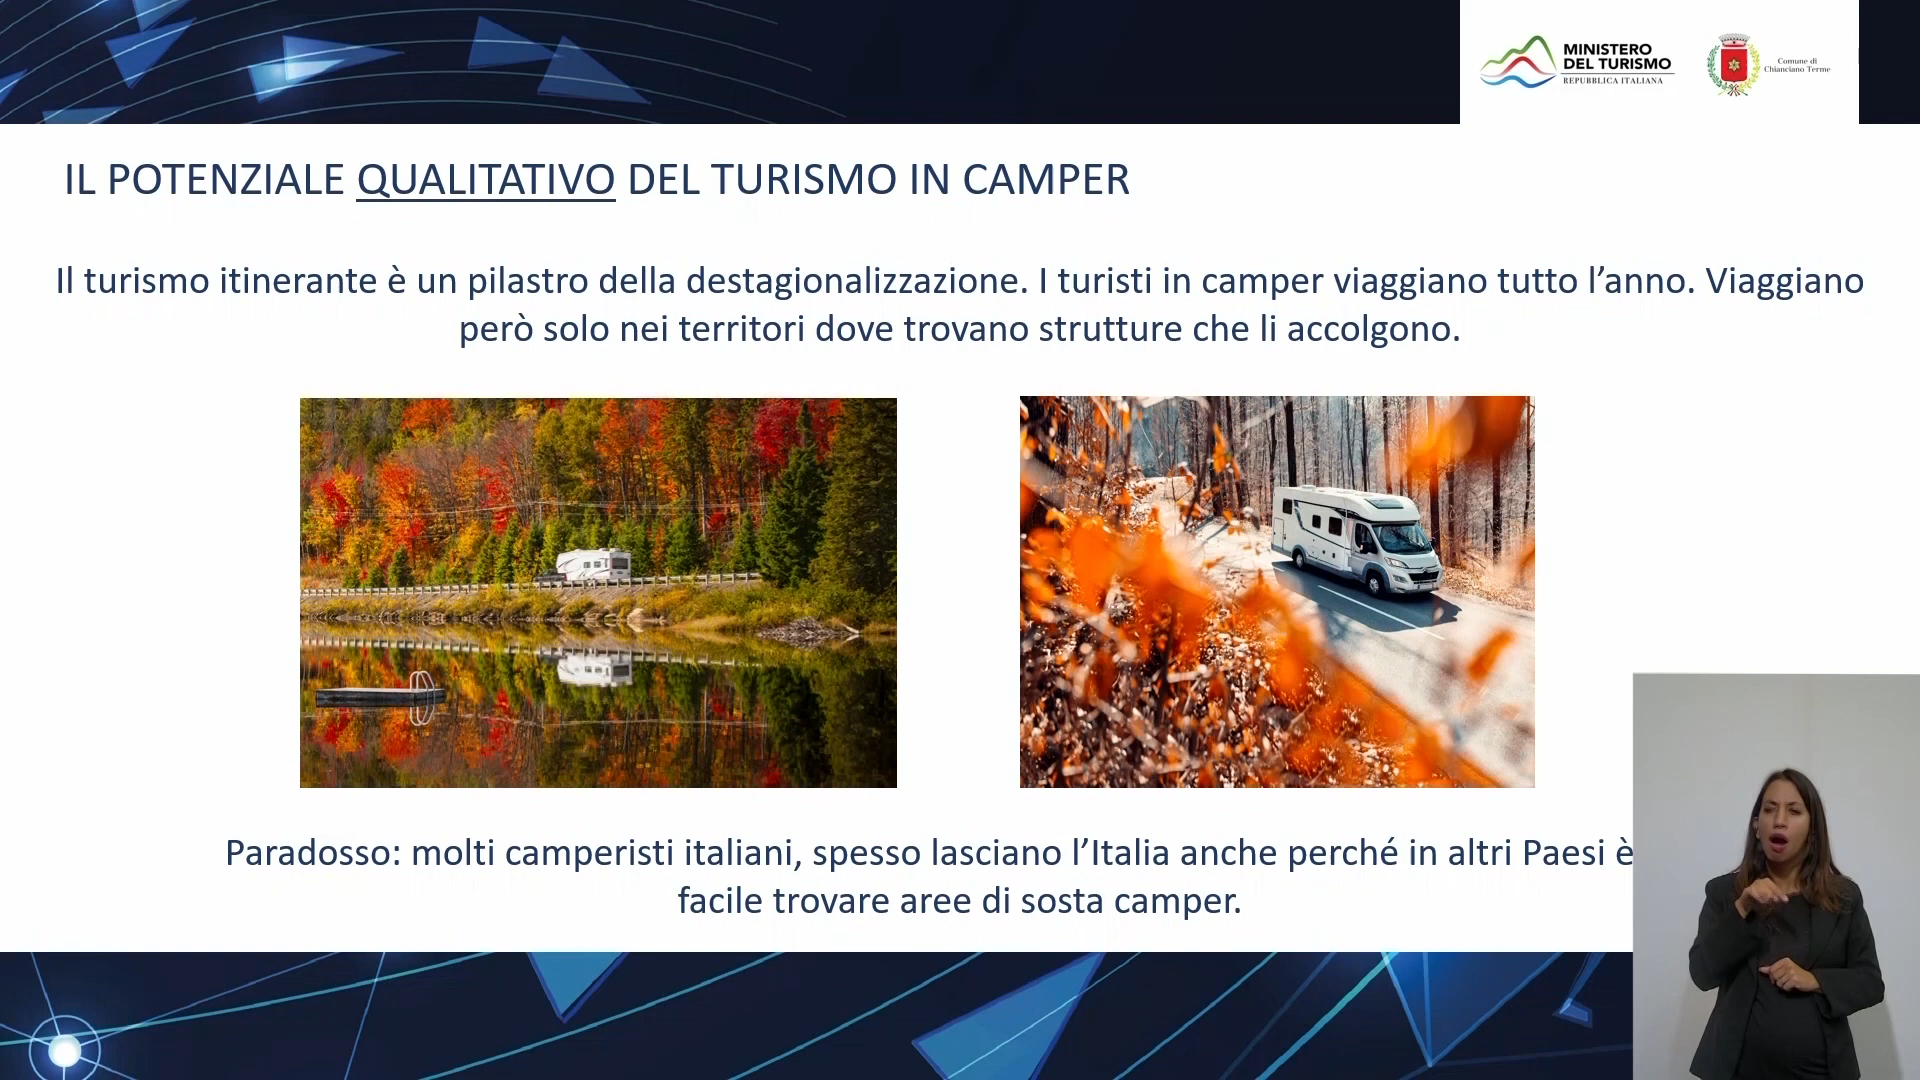 MINISTERO
DEL TURISMO
REPUBBLICA ITALIANA
Comune di
Chianciano Terme
IL POTENZIALE QUALITATIVO DEL TURISMO IN CAMPER
Il turismo itinerante è un pilastro della destagionalizzazione. I turisti in camper viaggiano tutto l’anno. Viaggiano
però solo nei territori dove trovano strutture che li accolgono.
Paradosso: molti camperisti italiani, spesso lasciano l’Italia anche perché in altri Paesi è
facile trovare aree di sosta camper.